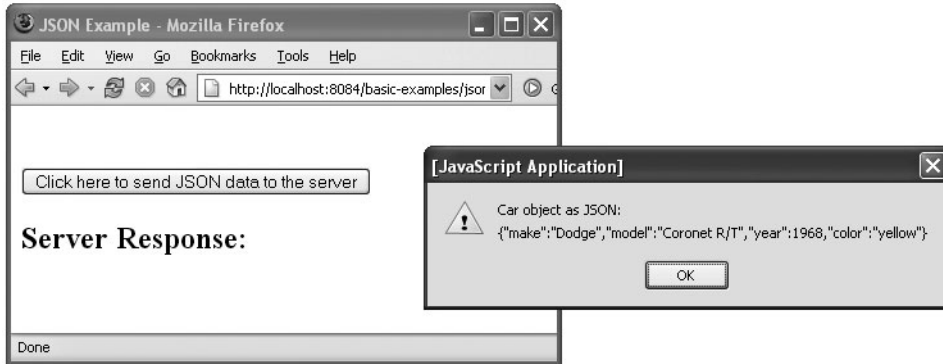 JSON Example - Mozilla Firefox
File Edit View Go Bookmarks Tools Help
http://localhost:8084/basic-examples/jsor
Click here to send JSON data to the server
Server Response:
Done
[JavaScript Application]
Car object as JSON:
{"make":"Dodge","model":"Coronet R/T","year":1968,"color":"yellow"}
OK